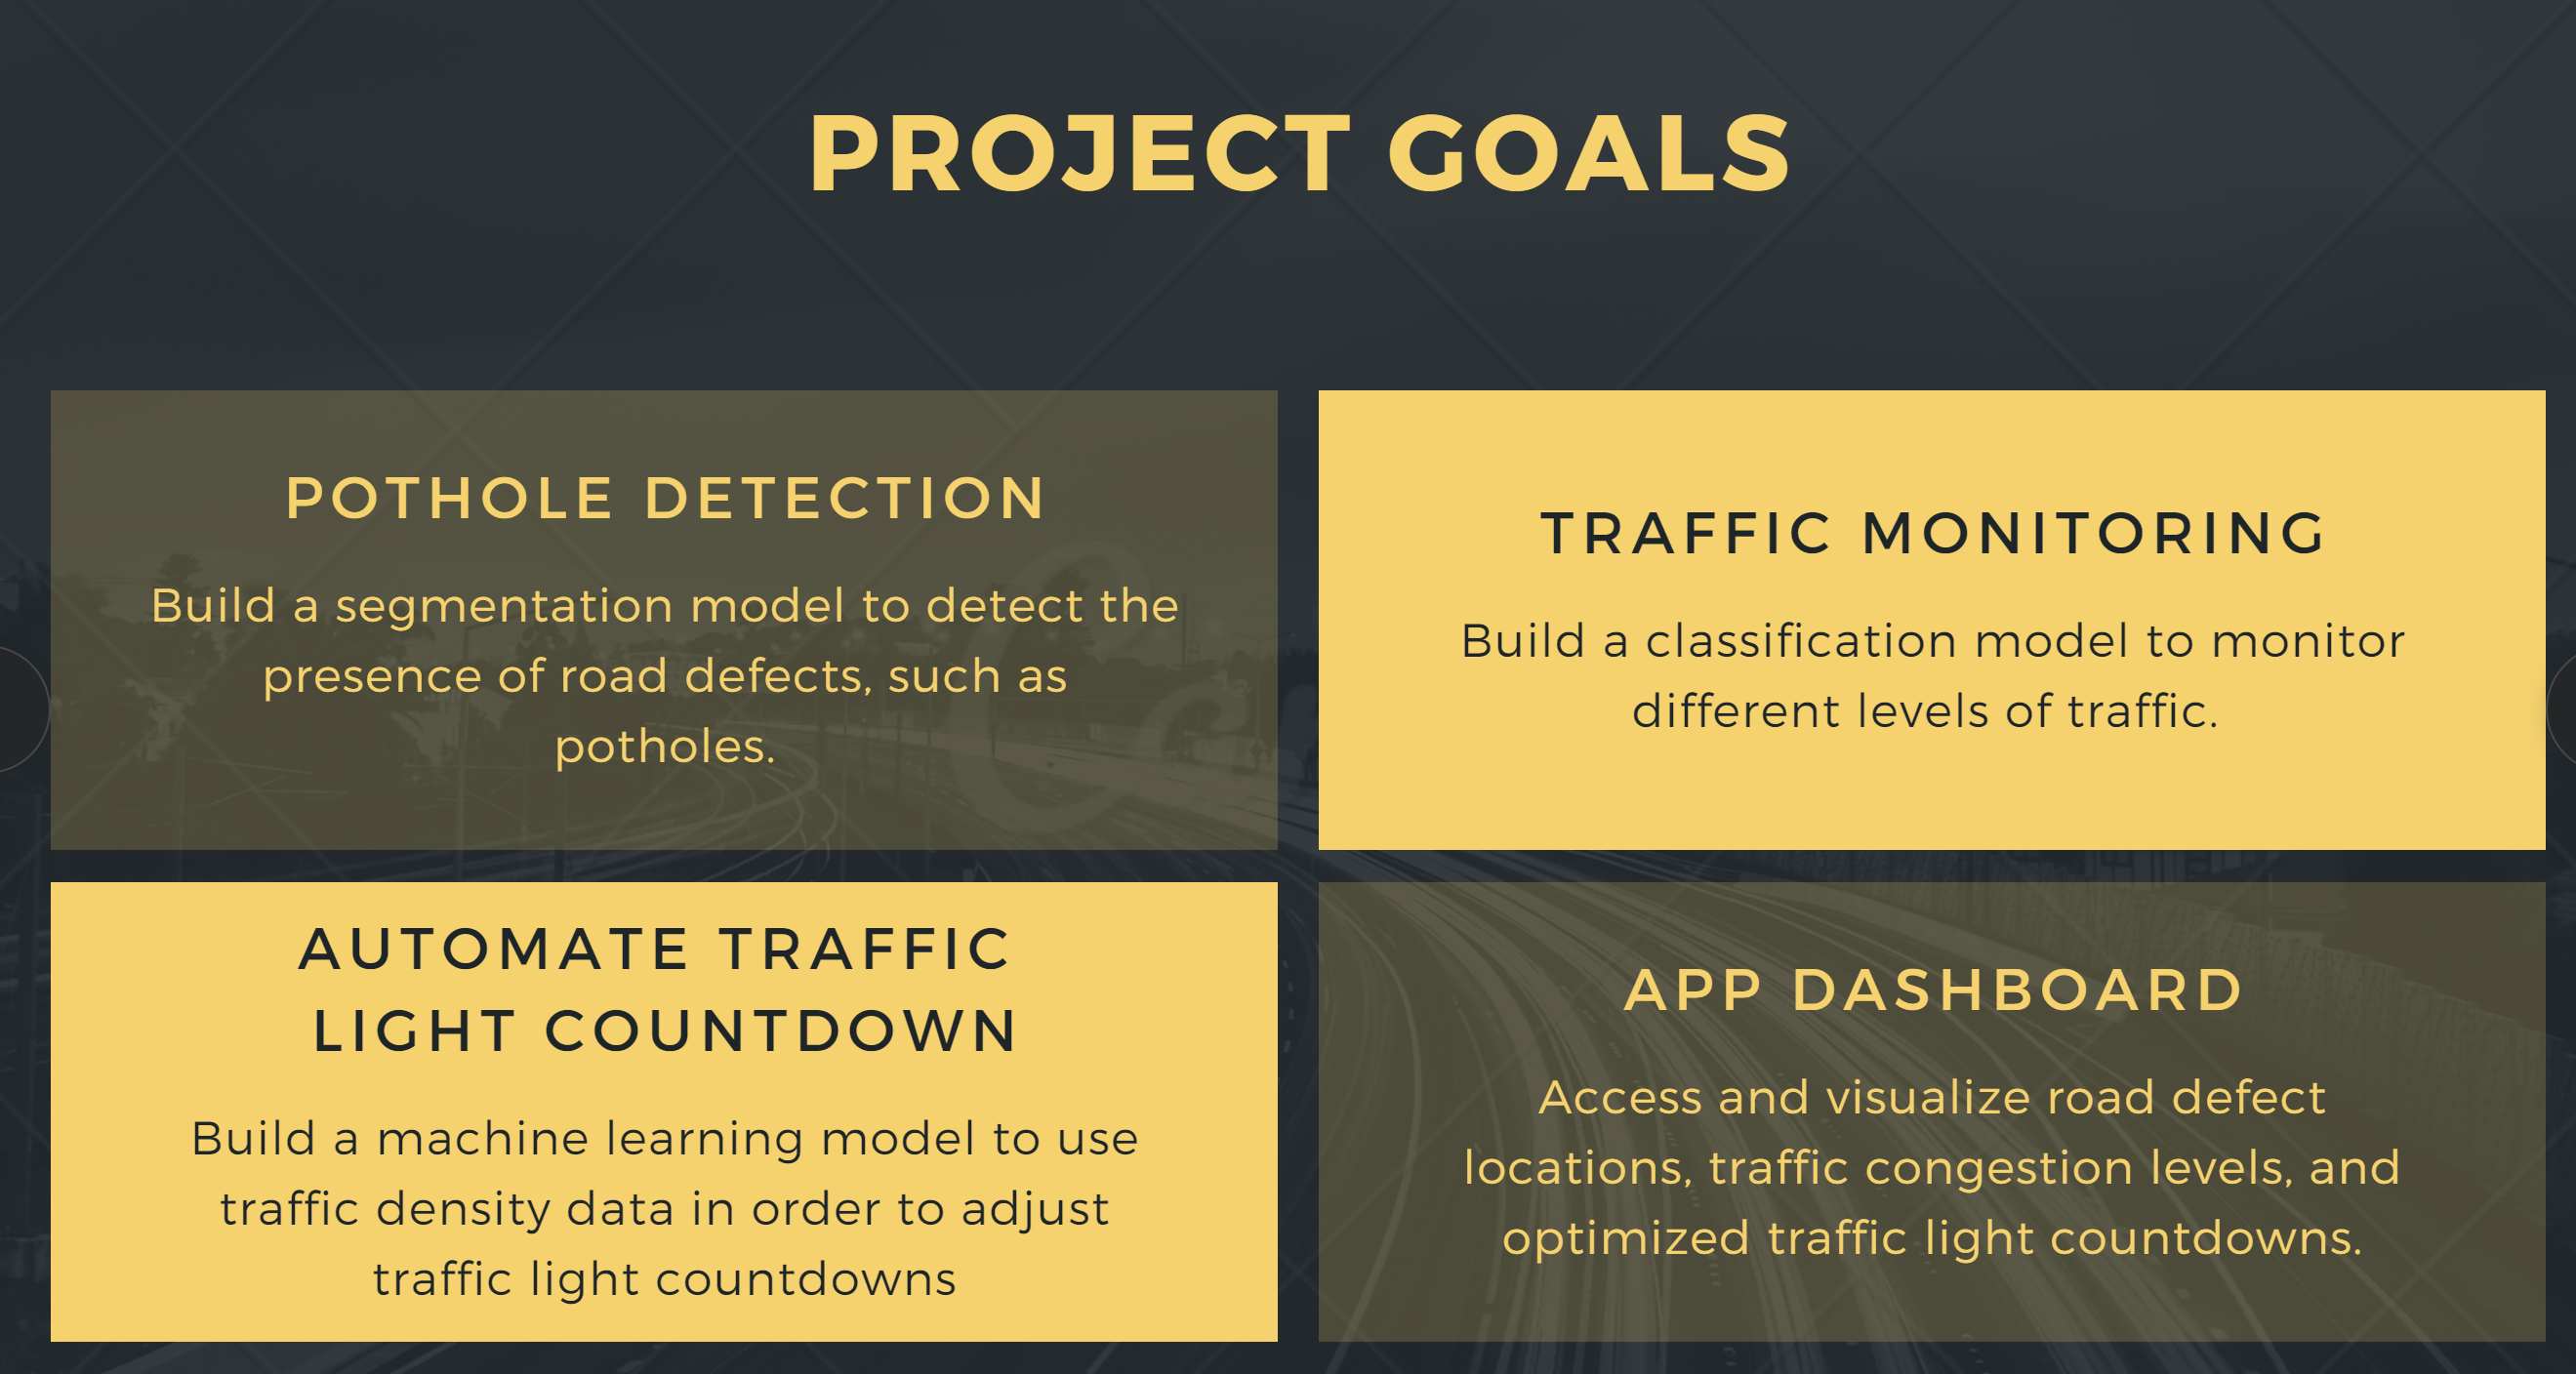 PROJECT GOALS
POTHOLE DETECTION
Build a segmentation model to detect the
presence of road defects, such as
potholes.
TRAFFIC MONITORING
Build a classification model to monitor
different levels of traffic.
AUTOMATE TRAFFIC
LIGHT COUNTDOWN
Build a machine learning model to use
traffic density data in order to adjust
traffic light countdowns
APP DASHBOARD
Access and visualize road defect
locations, traffic congestion levels, and
optimized traffic light countdowns.